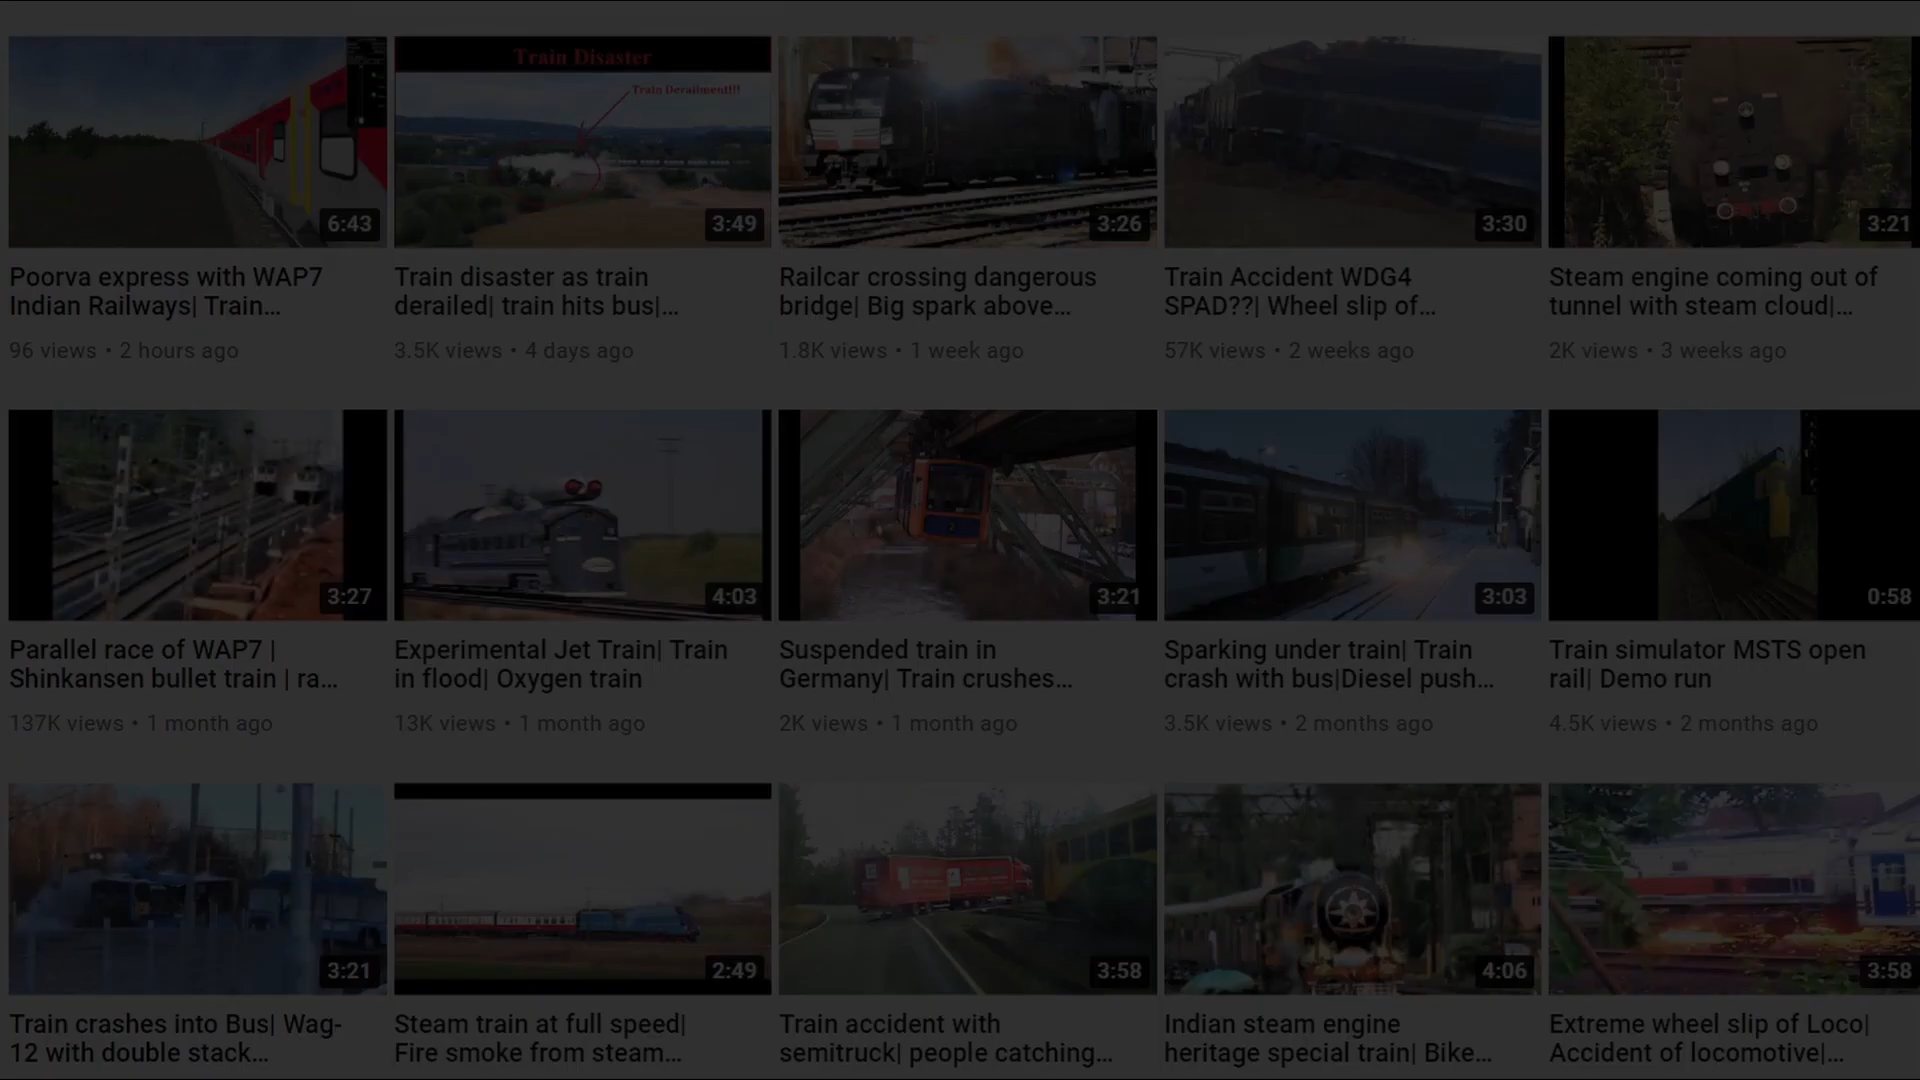 Train Disaster
Train Derailment!!!
6:43
3:49
3:26
3:30
3:21
Poorva express with WAP7
Indian Railways| Train...
96 views • 2 hours ago
Train disaster as train
derailed| train hits bus|...
3.5K views • 4 days ago
Railcar crossing dangerous
bridge| Big spark above...
1.8K views • 1 week ago
Train Accident WDG4
SPAD??| Wheel slip of...
57K views • 2 weeks ago
Steam engine coming out of
tunnel with steam cloud|...
2K views • 3 weeks ago
3:27
4:03
3:21
3:03
0:58
Parallel race of WAP7 |
Shinkansen bullet train | ra...
137K views • 1 month ago
Experimental Jet Train| Train
in flood| Oxygen train
13K views • 1 month ago
Suspended train in
Germany| Train crushes...
2K views • 1 month ago
Sparking under train| Train
crash with bus|Diesel push...
3.5K views • 2 months ago
Train simulator MSTS open
rail| Demo run
4.5K views • 2 months ago
3:21
2:49
3:58
4:06
3:58
Train crashes into Bus| Wag-
12 with double stack...
Steam train at full speed|
Fire smoke from steam...
Train accident with
semitruck| people catching...
Indian steam engine
heritage special train| Bike...
Extreme wheel slip of Loco|
Accident of locomotive|...